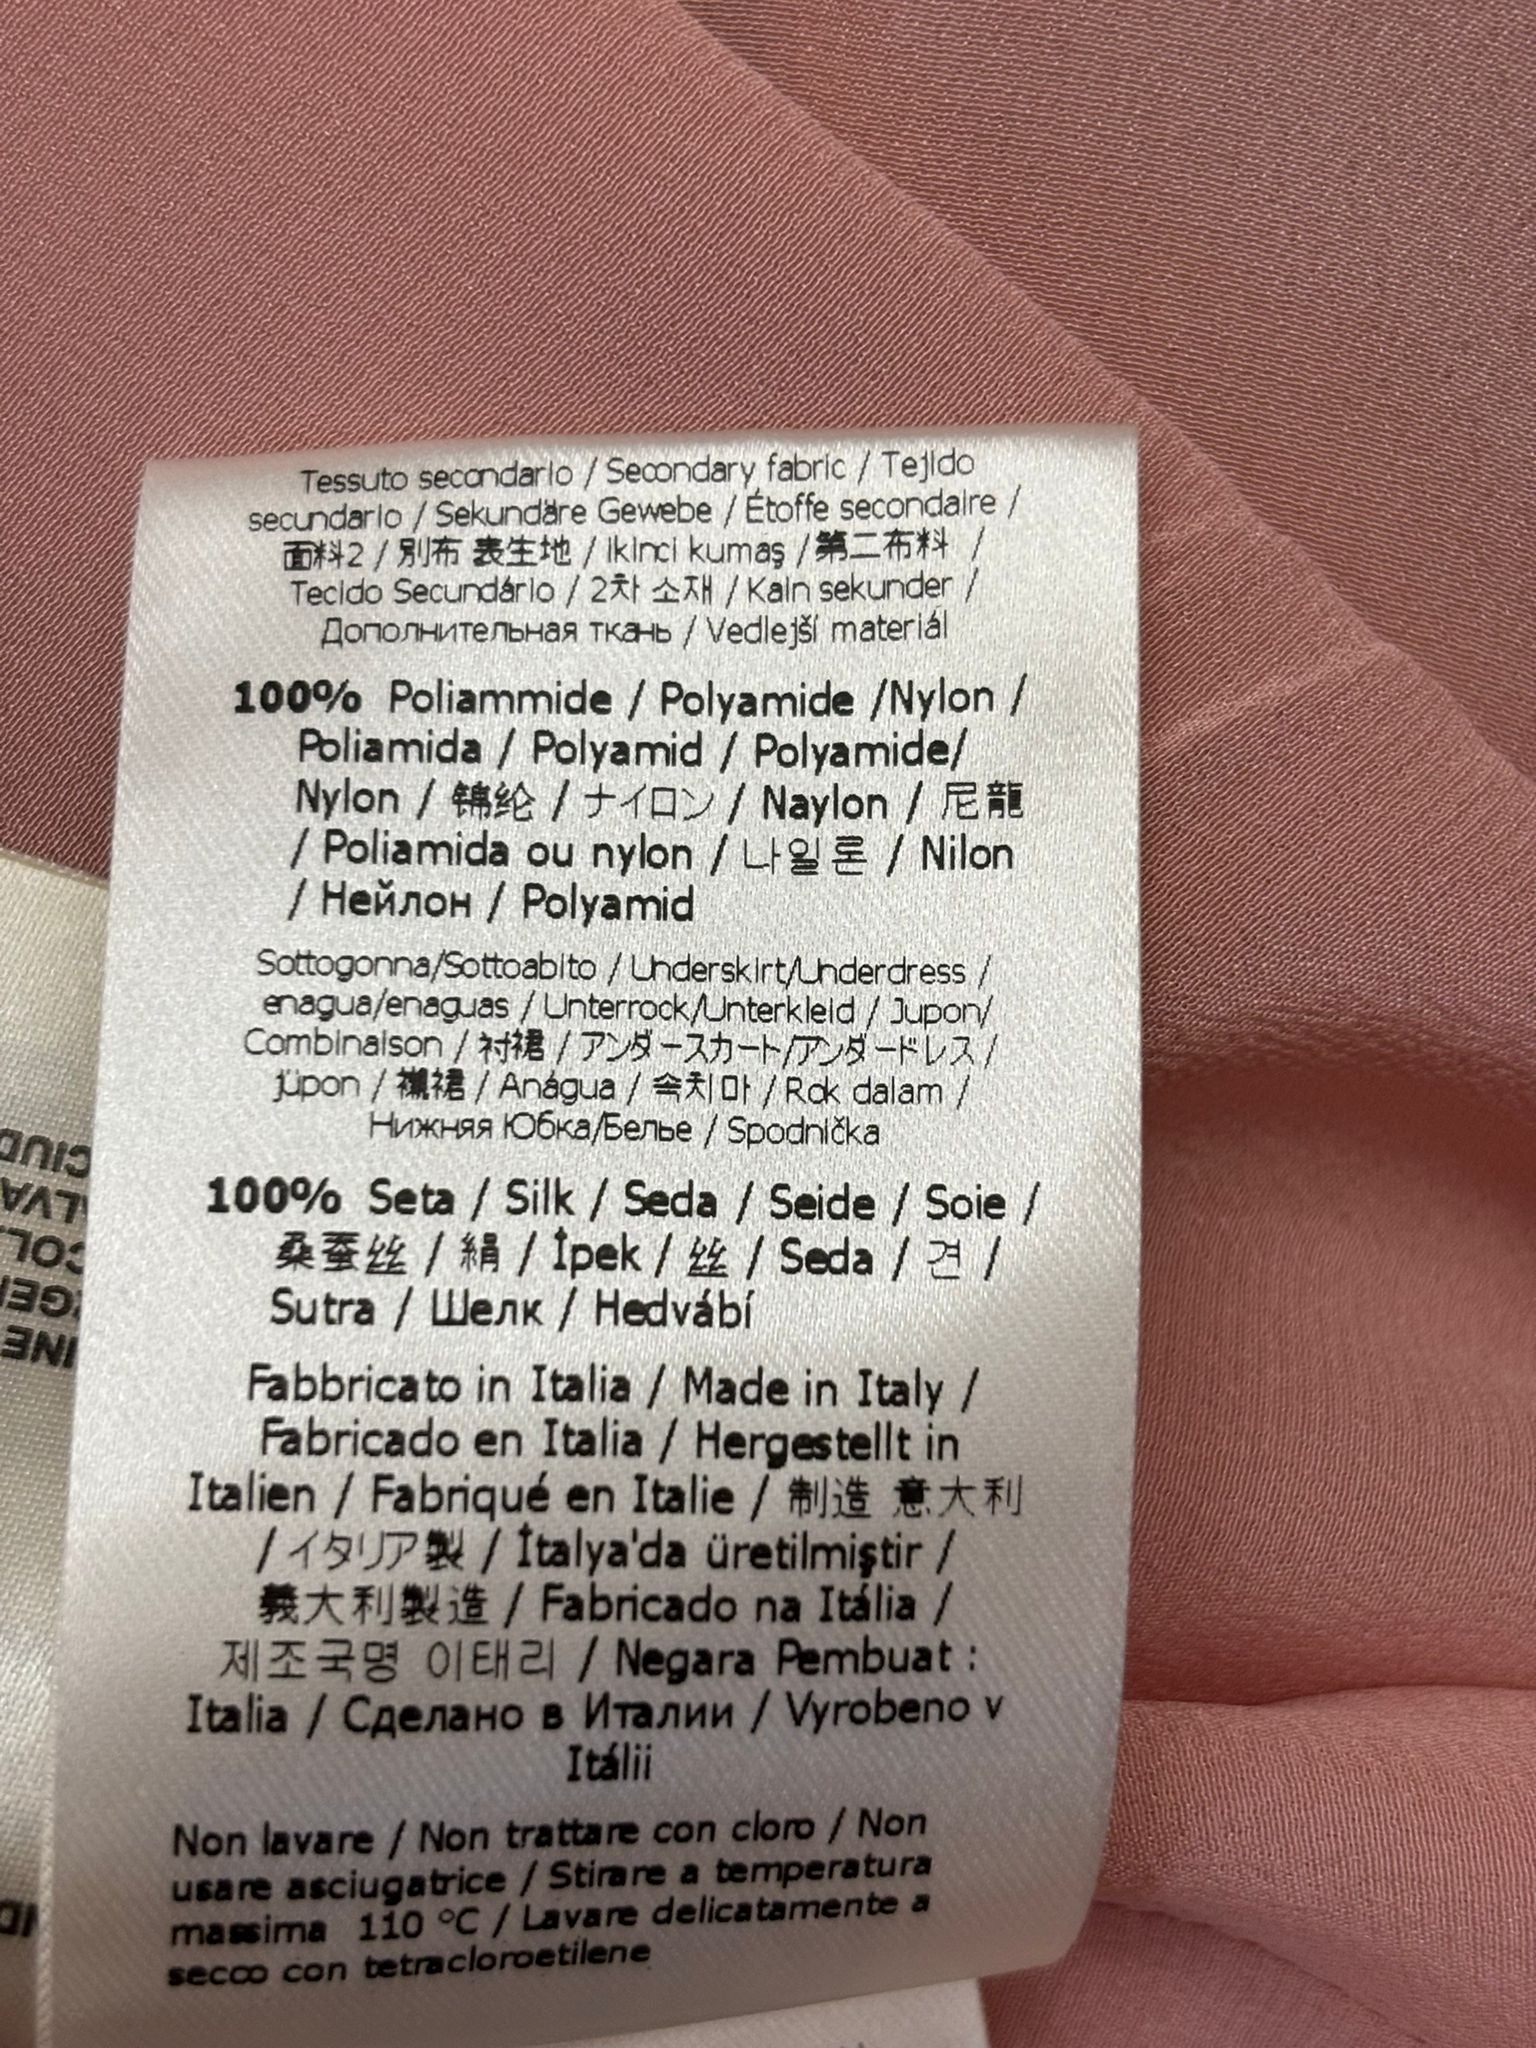 Tessuto secondario / Secondary fabric / Tejido
secundario / Sekundäre Gewebe / Étoffe secondaire /
面料2 / 別布 表生地 / ikinci kumaş / 第二布料 /
Tecido Secundário / 2차 소재 / Kain sekunder /
Дополнительная ткань / Vedlejší materiál
100% Poliammide / Polyamide /Nylon /
Poliamida / Polyamid / Polyamide/
Nylon / 锦纶 / ナイロン / Naylon / 尼龍
/ Poliamida ou nylon / 나일론 / Nilon
/ Нейлон / Polyamid
Sottogonna/Sottoabito / Underskirt/Underdress /
enagua/enaguas / Unterrock/Unterkleid / Jupon/
Combinaison / 衬裙 / アンダースカート/アンダードレス /
jüpon / 襯裙 / Anágua / 속치마 / Rok dalam /
Нижняя Юбка/Белье / Spodnička
100% Seta / Silk / Seda / Seide / Soie /
桑蚕丝 / 絹 / İpek / 丝 / Seda / 견 /
Sutra / Шелк / Hedvábí
Fabbricato in Italia / Made in Italy /
Fabricado en Italia / Hergestellt in
Italien / Fabriqué en Italie / 制造 意大利
/ イタリア製 / İtalya'da üretilmiştir /
義大利製造 / Fabricado na Itália /
제조국명 이태리 / Negara Pembuat :
Italia / Сделано в Италии / Vyrobeno v
Itálii
Non lavare / Non trattare con cloro / Non
usare asciugatrice / Stirare a temperatura
massima 110 °C / Lavare delicatamente a
secco con tetracloroetilene